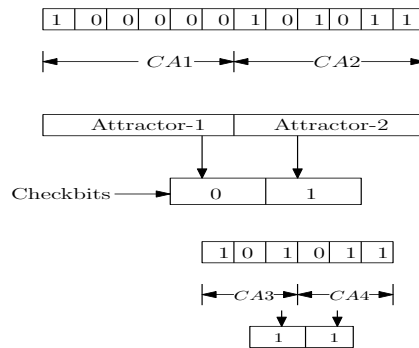 1 0 0 0 0 0 1 0 1 0 1 1
CA1 CA2
Attractor-1 Attractor-2
Checkbits 0 1
1 0 1 0 1 1
CA3 CA4
1 1